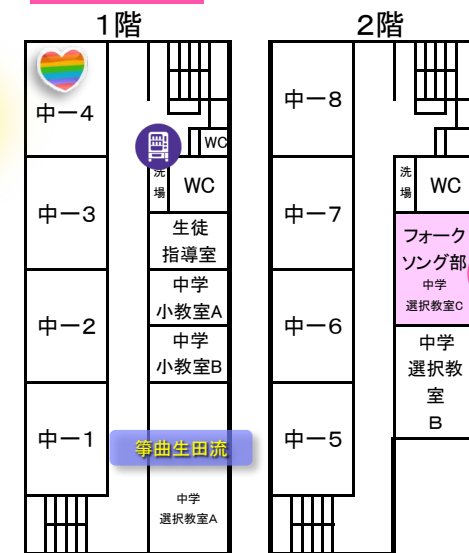 1階
中ー4
中ー3
中ー2
中ー1
WC
洗
場
WC
生徒
指導室
中学
小教室A
中学
小教室B
箏曲生田流
中学
選択教室A
2階
中ー8
中ー7
中ー6
中ー5
洗
場
WC
フォーク
ソング部
中学
選択教室C
中学
選択教
室
B